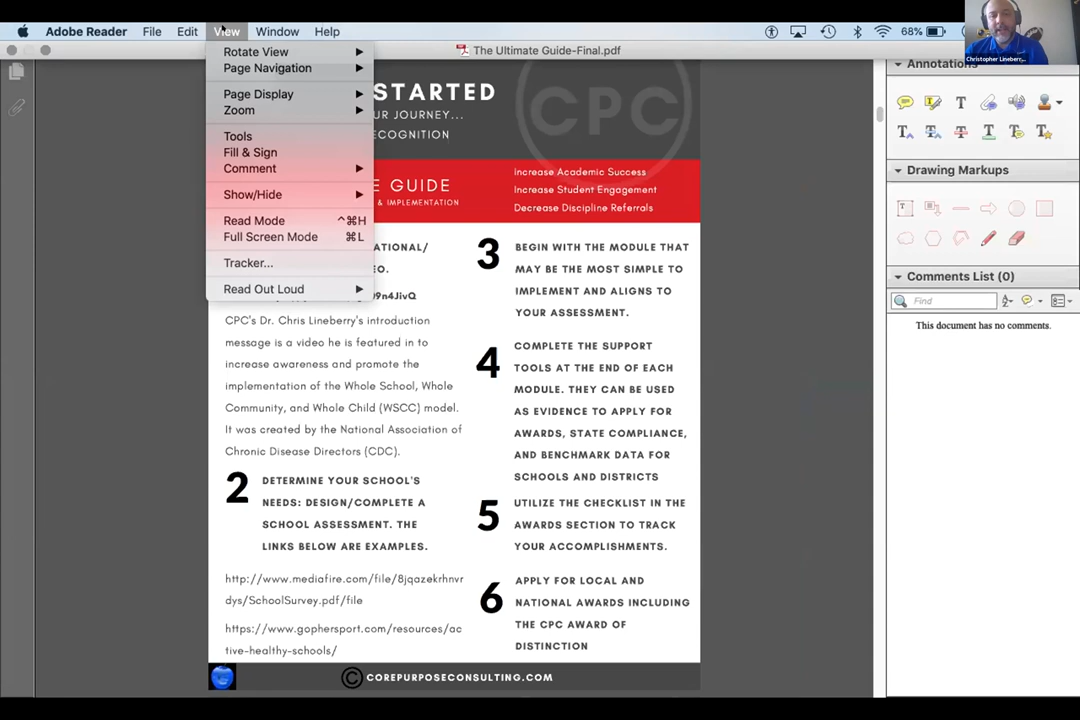 Adobe Reader File Edit View Window Help
68%
Christopher Lineberry,...
The Ultimate Guide-Final.pdf
Rotate View
Page Navigation
Page Display
Zoom
Tools
Fill & Sign
Comment
Show/Hide
Read Mode ^⌘H
Full Screen Mode ⌘L
Tracker...
Read Out Loud
STARTED
UR JOURNEY...
ECOGNITION
CPC
E GUIDE
& IMPLEMENTATION
Increase Academic Success
Increase Student Engagement
Decrease Discipline Referrals
ATIONAL/
EO.
9n4JivQ
CPC's Dr. Chris Lineberry's introduction
message is a video he is featured in to
increase awareness and promote the
implementation of the Whole School, Whole
Community, and Whole Child (WSCC) model.
It was created by the National Association of
Chronic Disease Directors (CDC).
2 DETERMINE YOUR SCHOOL'S
NEEDS: DESIGN/COMPLETE A
SCHOOL ASSESSMENT. THE
LINKS BELOW ARE EXAMPLES.
http://www.mediafire.com/file/8jqazekrhnvr
dys/SchoolSurvey.pdf/file
https://www.gophersport.com/resources/ac
tive-healthy-schools/
3 BEGIN WITH THE MODULE THAT
MAY BE THE MOST SIMPLE TO
IMPLEMENT AND ALIGNS TO
YOUR ASSESSMENT.
4 COMPLETE THE SUPPORT
TOOLS AT THE END OF EACH
MODULE. THEY CAN BE USED
AS EVIDENCE TO APPLY FOR
AWARDS, STATE COMPLIANCE,
AND BENCHMARK DATA FOR
SCHOOLS AND DISTRICTS
5 UTILIZE THE CHECKLIST IN THE
AWARDS SECTION TO TRACK
YOUR ACCOMPLISHMENTS.
6 APPLY FOR LOCAL AND
NATIONAL AWARDS INCLUDING
THE CPC AWARD OF
DISTINCTION
© COREPURPOSECONSULTING.COM
Annotations
Drawing Markups
Comments List (0)
Find
This document has no comments.